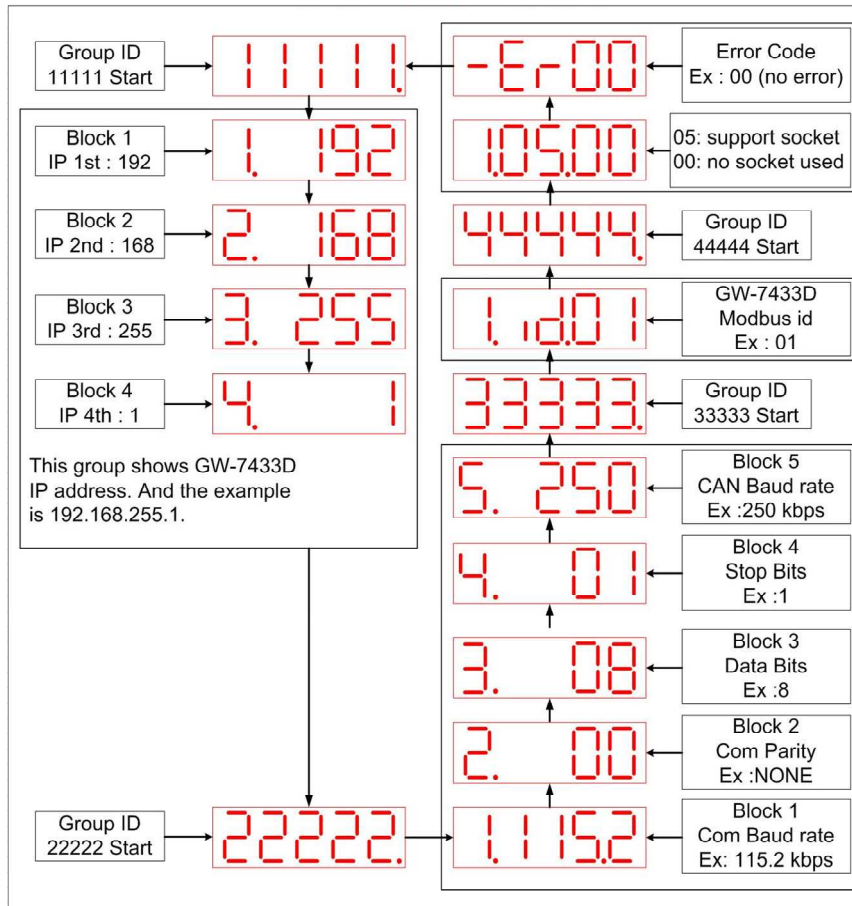 Group ID
11111 Start
11111.
-Er00
Error Code
Ex : 00 (no error)
Block 1
IP 1st : 192
1. 192
1.05.00
05: support socket
00: no socket used
Block 2
IP 2nd : 168
2. 168
44444.
Group ID
44444 Start
Block 3
IP 3rd : 255
3. 255
1.id.01
GW-7433D
Modbus id
Ex : 01
Block 4
IP 4th : 1
4. 1
33333.
Group ID
33333 Start
This group shows GW-7433D
IP address. And the example
is 192.168.255.1.
5. 250
Block 5
CAN Baud rate
Ex :250 kbps
4. 01
Block 4
Stop Bits
Ex :1
3. 08
Block 3
Data Bits
Ex :8
2. 00
Block 2
Com Parity
Ex :NONE
Group ID
22222 Start
22222.
1.115.2
Block 1
Com Baud rate
Ex: 115.2 kbps